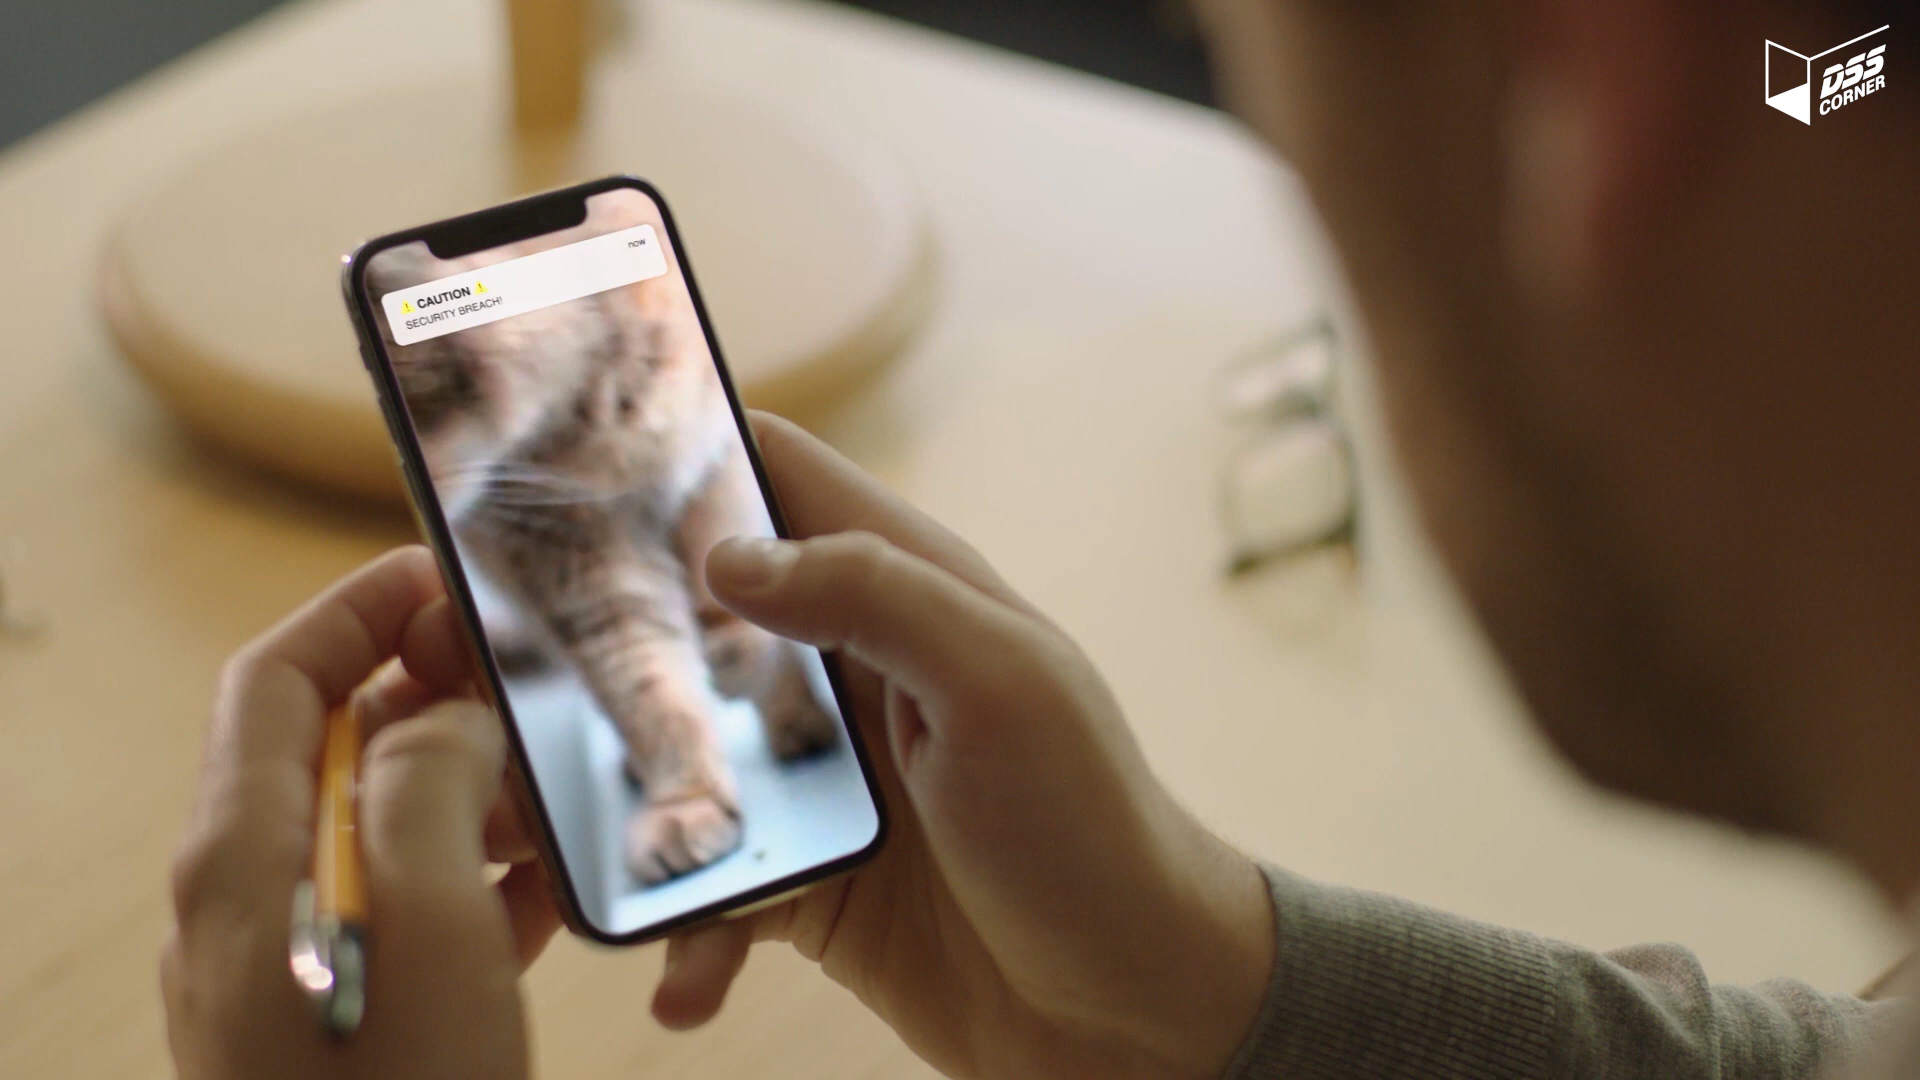 DSS
CORNER
now
⚠ CAUTION ⚠
SECURITY BREACH!